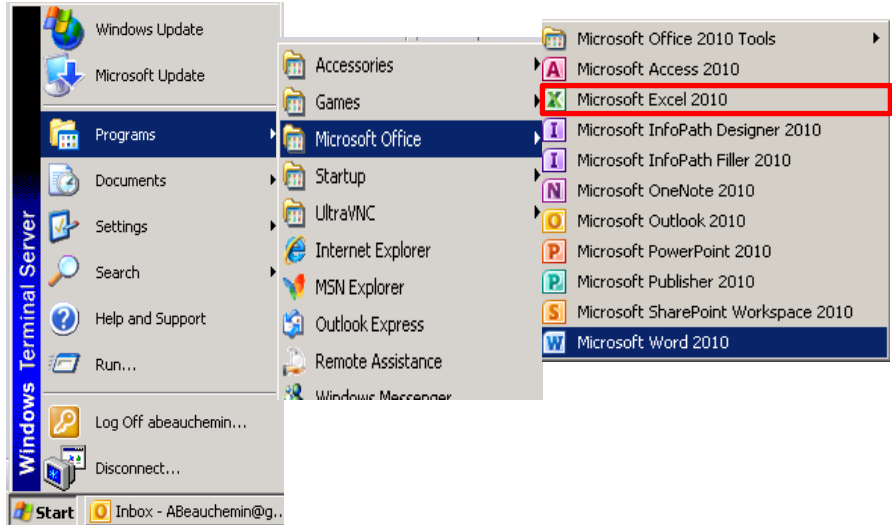 Windows Update
Microsoft Update
Programs
Documents
Settings
Search
Help and Support
Run...
Log Off abeauchemin...
Disconnect...
Windows Terminal Server
Start
Inbox - ABeauchemin@g..
Accessories
Games
Microsoft Office
Startup
UltraVNC
Internet Explorer
MSN Explorer
Outlook Express
Remote Assistance
Windows Messenger
Microsoft Office 2010 Tools
Microsoft Access 2010
Microsoft Excel 2010
Microsoft InfoPath Designer 2010
Microsoft InfoPath Filler 2010
Microsoft OneNote 2010
Microsoft Outlook 2010
Microsoft PowerPoint 2010
Microsoft Publisher 2010
Microsoft SharePoint Workspace 2010
Microsoft Word 2010